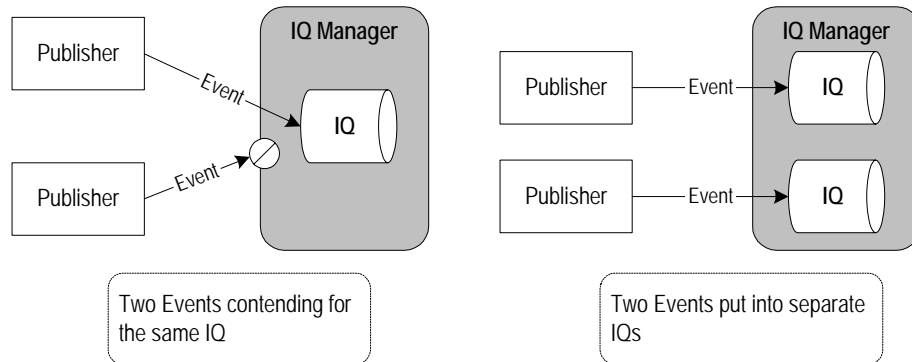 IQ Manager
Publisher
Event
IQ
Event
Publisher
Two Events contending for
the same IQ
IQ Manager
Publisher
Event
IQ
Publisher
Event
IQ
Two Events put into separate
IQs